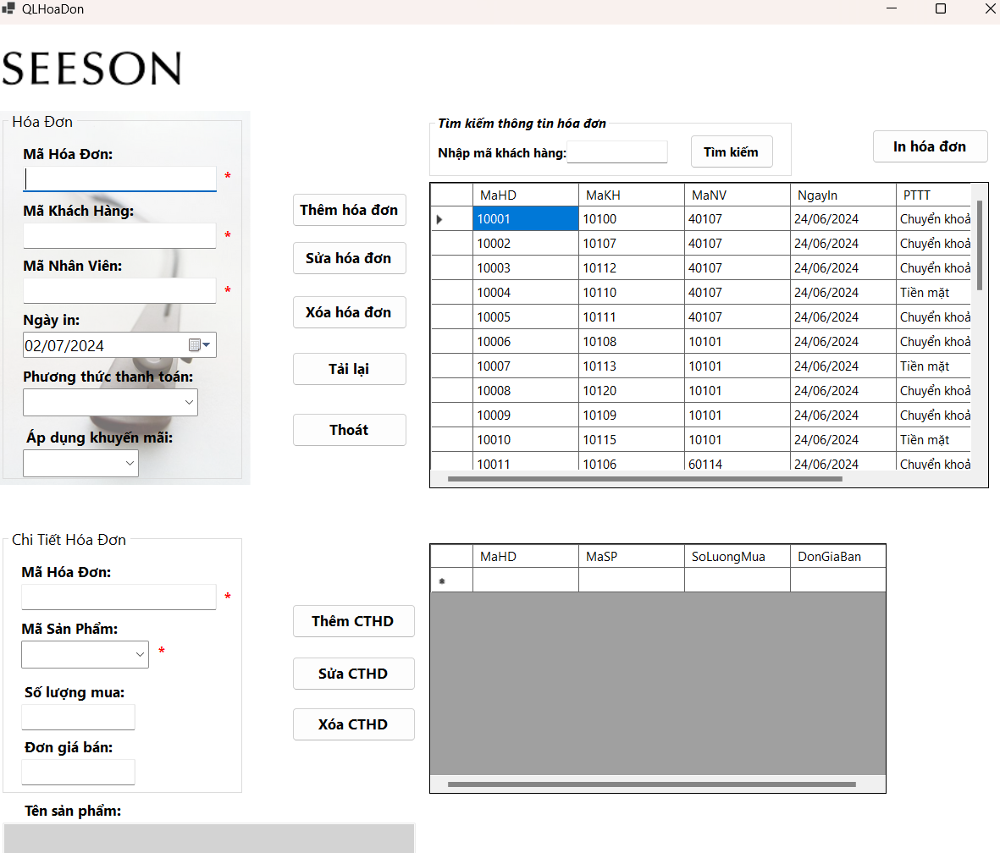 QLHoaDon
SEESON
Hóa Đơn
Mã Hóa Đơn:
*
Mã Khách Hàng:
*
Mã Nhân Viên:
*
Ngày in:
02/07/2024
Phương thức thanh toán:
Áp dụng khuyến mãi:
Thêm hóa đơn
Sửa hóa đơn
Xóa hóa đơn
Tải lại
Thoát
Tìm kiếm thông tin hóa đơn
Nhập mã khách hàng:
Tìm kiếm
In hóa đơn
MaHD MaKH MaNV NgayIn PTTT
10001 10100 40107 24/06/2024 Chuyển khoả
10002 10107 40107 24/06/2024 Chuyển khoả
10003 10112 40107 24/06/2024 Chuyển khoả
10004 10110 40107 24/06/2024 Tiền mặt
10005 10111 40107 24/06/2024 Chuyển khoả
10006 10108 10101 24/06/2024 Chuyển khoả
10007 10113 10101 24/06/2024 Tiền mặt
10008 10120 10101 24/06/2024 Chuyển khoả
10009 10109 10101 24/06/2024 Chuyển khoả
10010 10115 10101 24/06/2024 Tiền mặt
10011 10106 60114 24/06/2024 Chuyển khoả
Chi Tiết Hóa Đơn
Mã Hóa Đơn:
*
Mã Sản Phẩm:
*
Số lượng mua:
Đơn giá bán:
Tên sản phẩm:
Thêm CTHD
Sửa CTHD
Xóa CTHD
MaHD MaSP SoLuongMua DonGiaBan